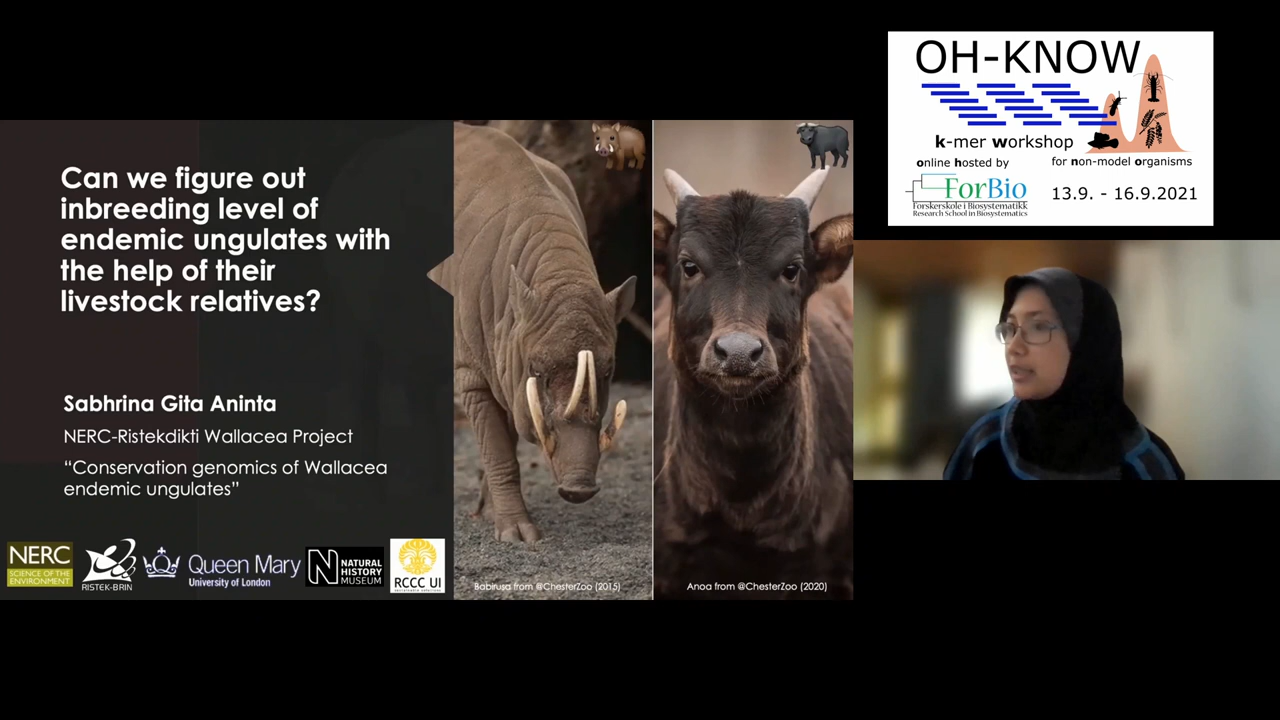 Can we figure out
inbreeding level of
endemic ungulates with
the help of their
livestock relatives?
Sabhrina Gita Aninta
NERC-Ristekdikti Wallacea Project
“Conservation genomics of Wallacea
endemic ungulates”
NERC
SCIENCE OF THE
ENVIRONMENT
RISTEK-BRIN
Queen Mary
University of London
N
NATURAL
HISTORY
MUSEUM
RCCC UI
Babirusa from @ChesterZoo (2015)
Anoa from @ChesterZoo (2020)
OH-KNOW
k-mer workshop
online hosted by
for non-model organisms
ForBio
Forskerskole i Biosystematikk
Research School in Biosystematics
13.9. - 16.9.2021